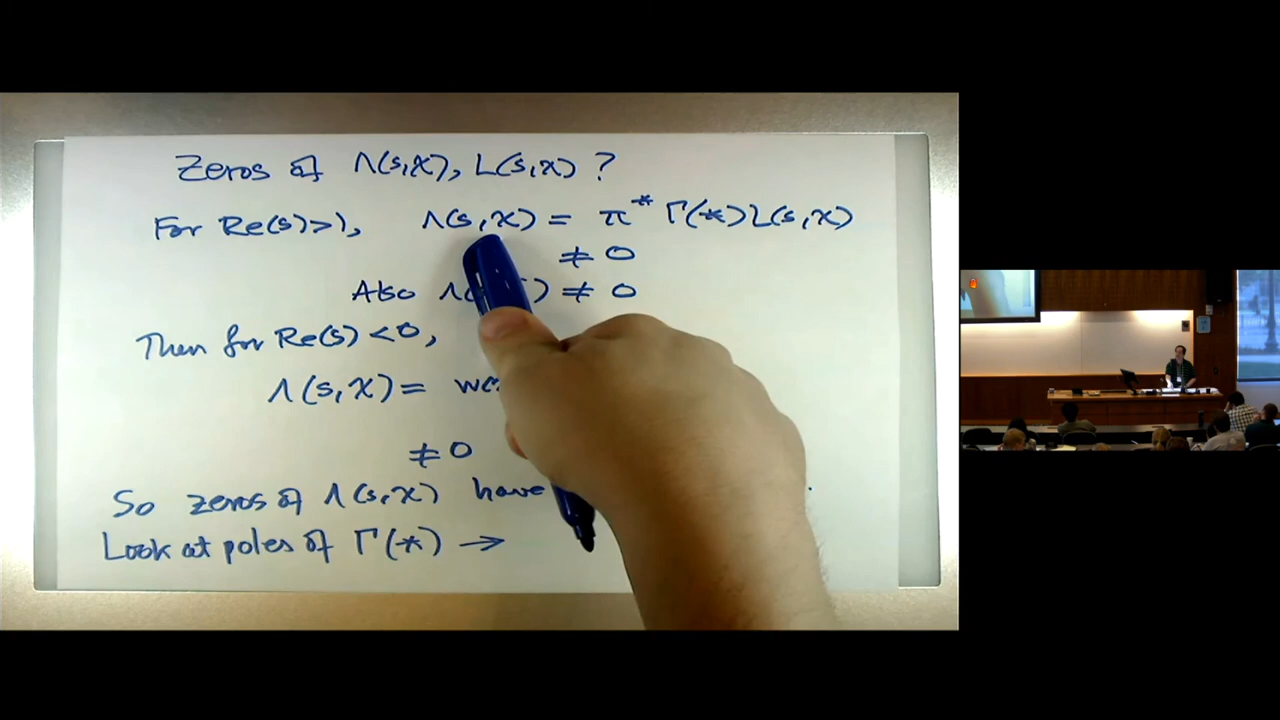 Zeros of Λ(s,χ), L(s,χ) ?
For Re(s)>1, Λ(s,χ) = π^* Γ(*) L(s,χ)
≠ 0
Also Λ( ) ≠ 0
Then for Re(s) < 0,
Λ(s,χ) = w(
≠ 0
So zeros of Λ(s,χ) have
Look at poles of Γ(*) →